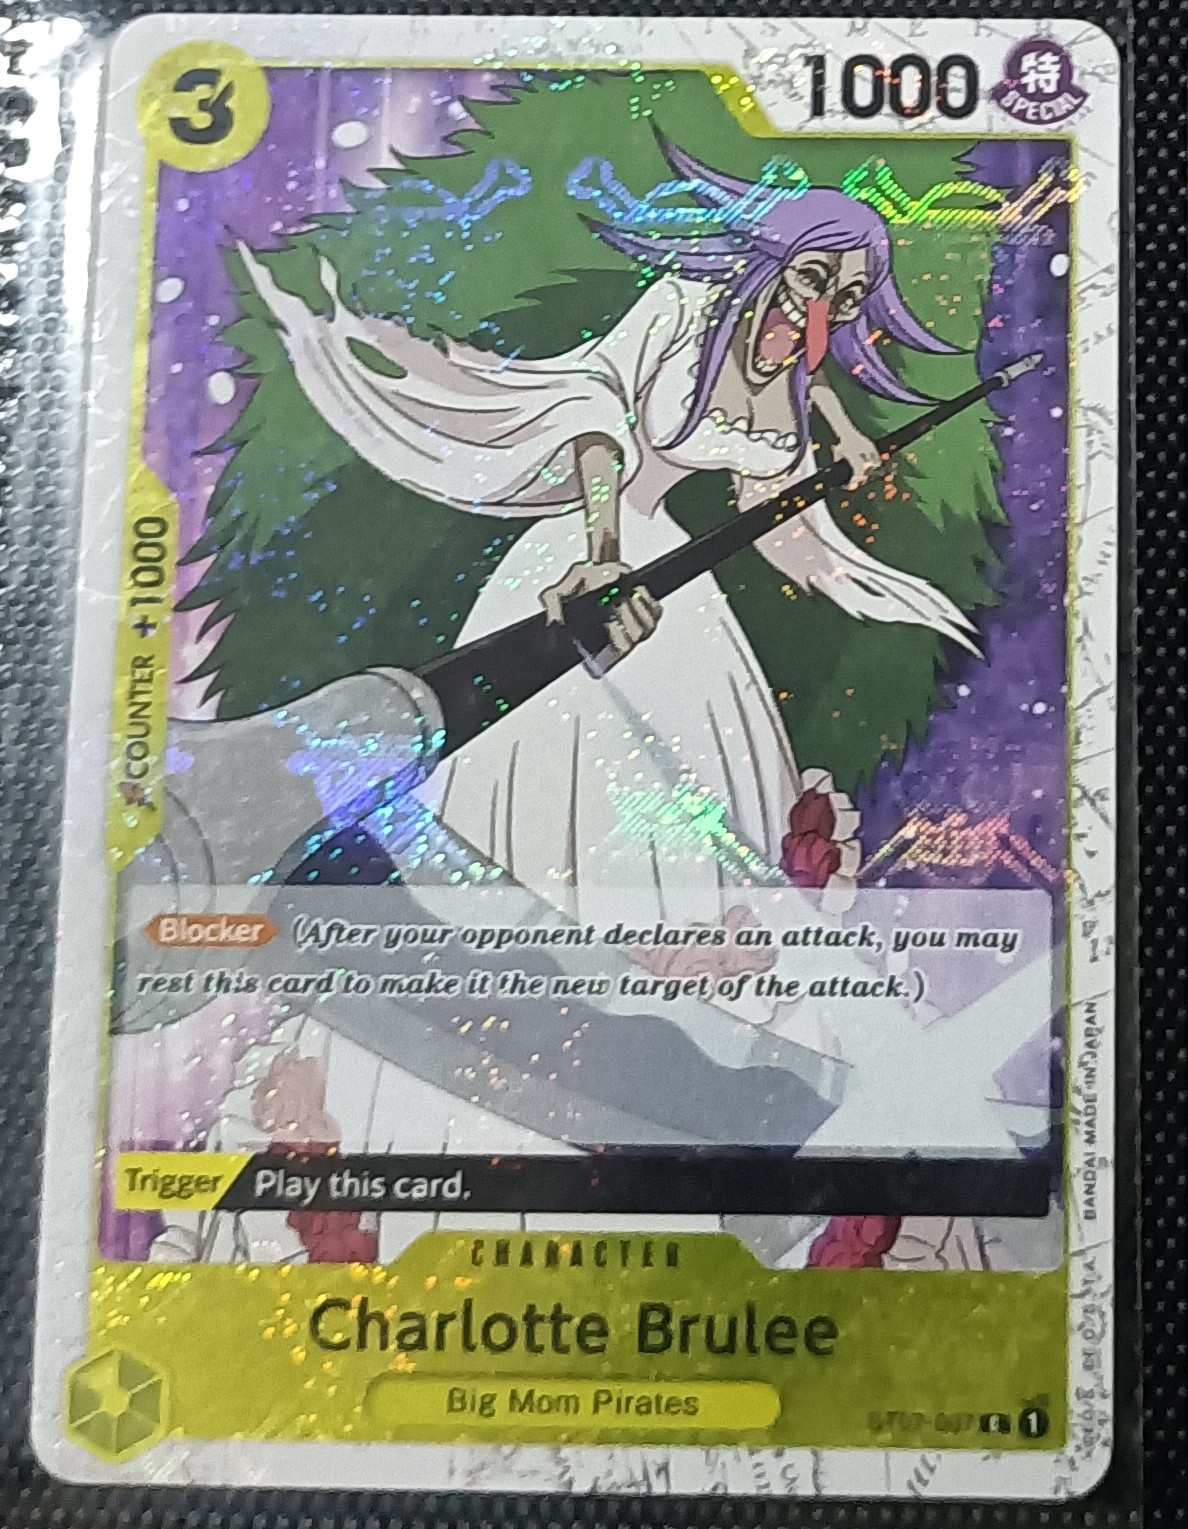 3
1000
特
SPECIAL
COUNTER +1000
Blocker (After your opponent declares an attack, you may
rest this card to make it the new target of the attack.)
Trigger Play this card.
CHARACTER
Charlotte Brulee
Big Mom Pirates
1
BANDAI MADE IN JAPAN